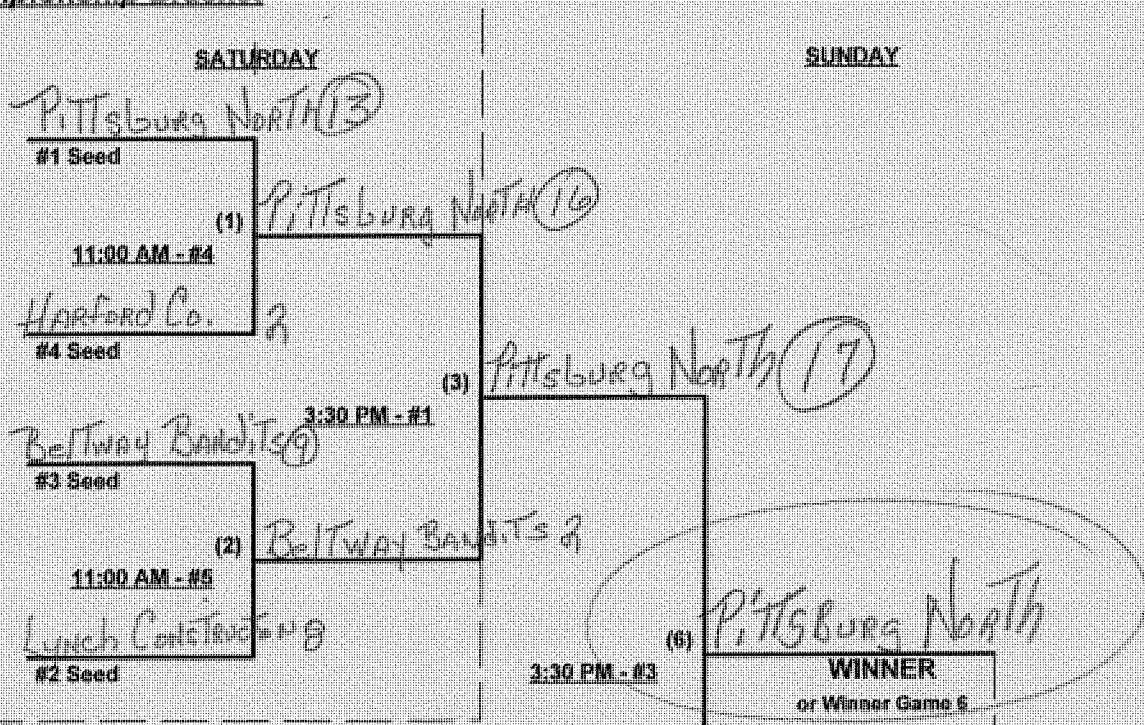 SATURDAY
SUNDAY
PiTTsburg NorTH 13
#1 Seed
PiTTsburg NorTH 16
(1)
11:00 AM - #4
Harford Co. 2
#4 Seed
PiTTsburg NorTh 17
(3)
3:30 PM - #1
BelTway BandiTs 9
#3 Seed
BelTway BandiTs 2
(2)
11:00 AM - #5
Lynch 8
#2 Seed
PiTTsBurg NorTh
(6)
3:30 PM - #3
WINNER
or Winner Game 6